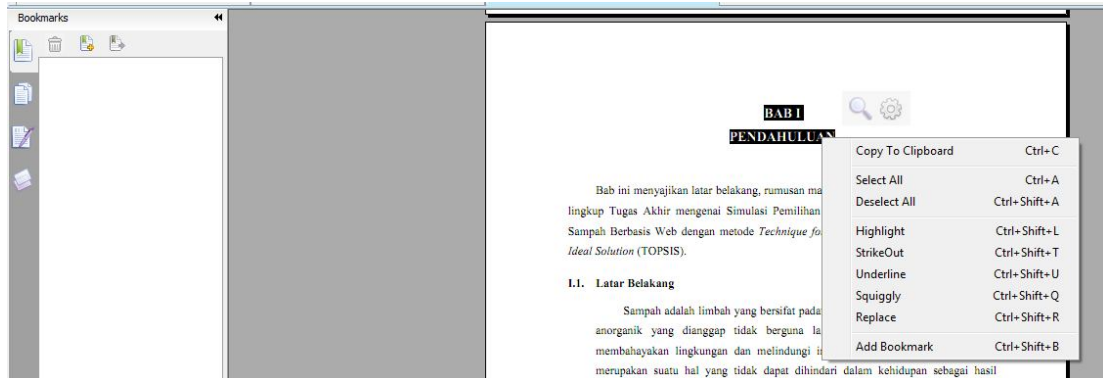 Bookmarks
BAB I
PENDAHULUAN
Bab ini menyajikan latar belakang, rumusan ma
lingkup Tugas Akhir mengenai Simulasi Pemilihan
Sampah Berbasis Web dengan metode Technique fo
Ideal Solution (TOPSIS).
I.1. Latar Belakang
Sampah adalah limbah yang bersifat pada
anorganik yang dianggap tidak berguna la
membahayakan lingkungan dan melindungi i
merupakan suatu hal yang tidak dapat dihindari dalam kehidupan sebagai hasil
Copy To Clipboard Ctrl+C
Select All Ctrl+A
Deselect All Ctrl+Shift+A
Highlight Ctrl+Shift+L
StrikeOut Ctrl+Shift+T
Underline Ctrl+Shift+U
Squiggly Ctrl+Shift+Q
Replace Ctrl+Shift+R
Add Bookmark Ctrl+Shift+B